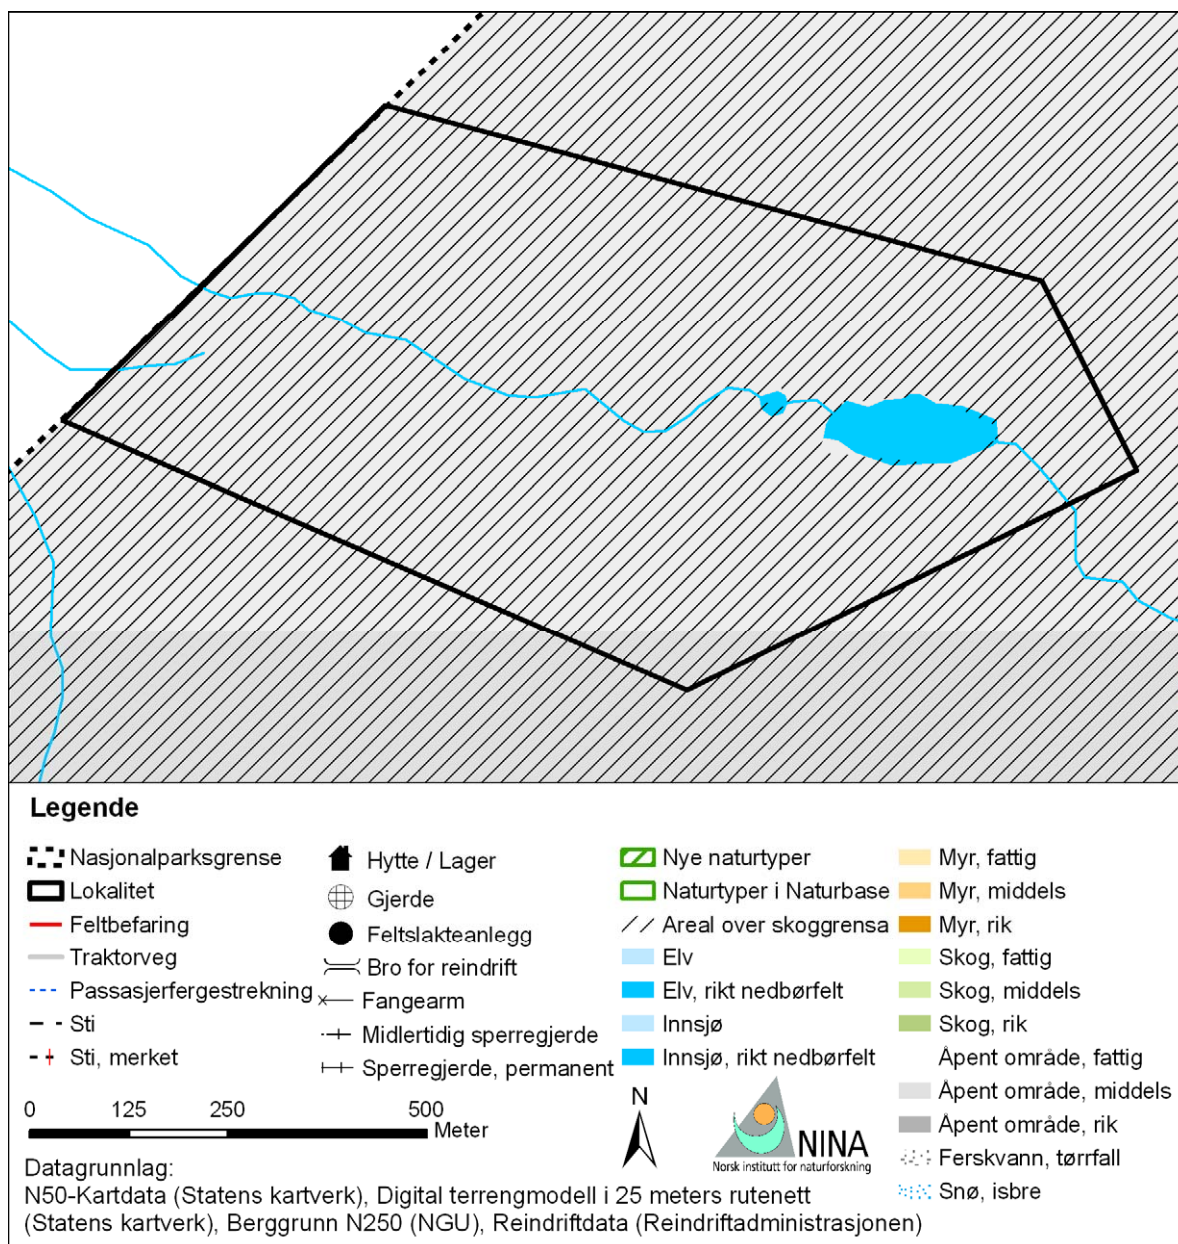 Legende
Nasjonalparksgrense
Lokalitet
Feltbefaring
Traktorveg
Passasjerfergestrekning
Sti
Sti, merket
Hytte / Lager
Gjerde
Feltslakteanlegg
Bro for reindrift
Fangearm
Midlertidig sperregjerde
Sperregjerde, permanent
Nye naturtyper
Naturtyper i Naturbase
Areal over skoggrensa
Elv
Elv, rikt nedbørfelt
Innsjø
Innsjø, rikt nedbørfelt
Myr, fattig
Myr, middels
Myr, rik
Skog, fattig
Skog, middels
Skog, rik
Åpent område, fattig
Åpent område, middels
Åpent område, rik
Ferskvann, tørrfall
Snø, isbre
0 125 250 500
Meter
N
NINA
Norsk institutt for naturforskning
Datagrunnlag:
N50-Kartdata (Statens kartverk), Digital terrengmodell i 25 meters rutenett
(Statens kartverk), Berggrunn N250 (NGU), Reindriftdata (Reindriftadministrasjonen)